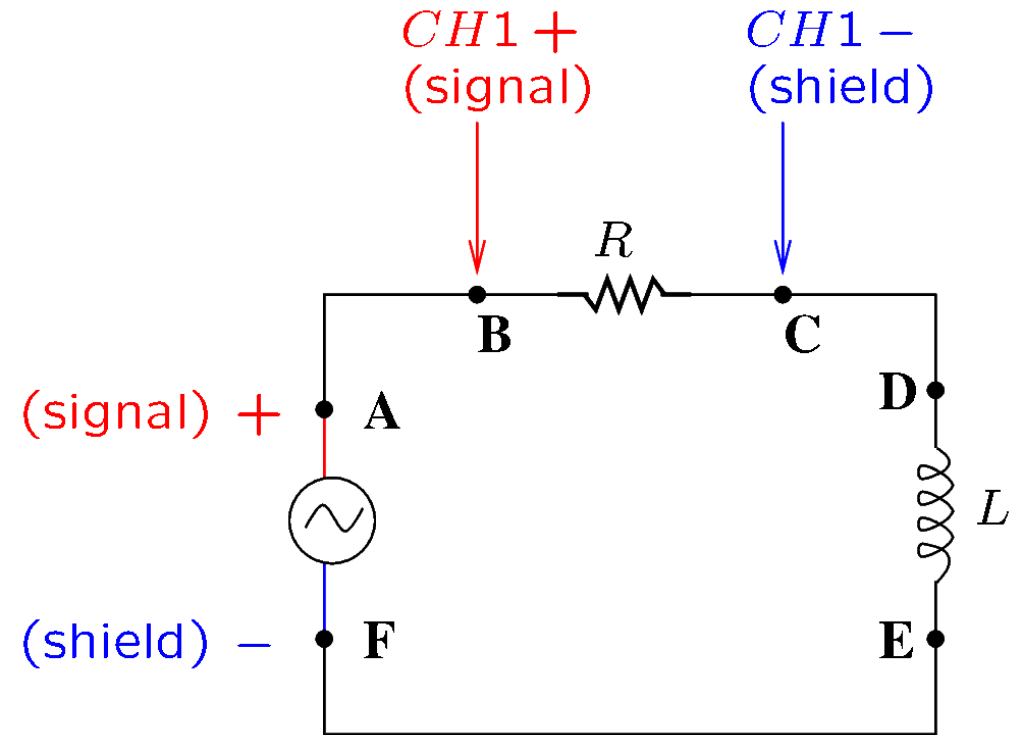 CH1+
(signal)
CH1−
(shield)
R
B
C
(signal) +
A
D
L
(shield) −
F
E